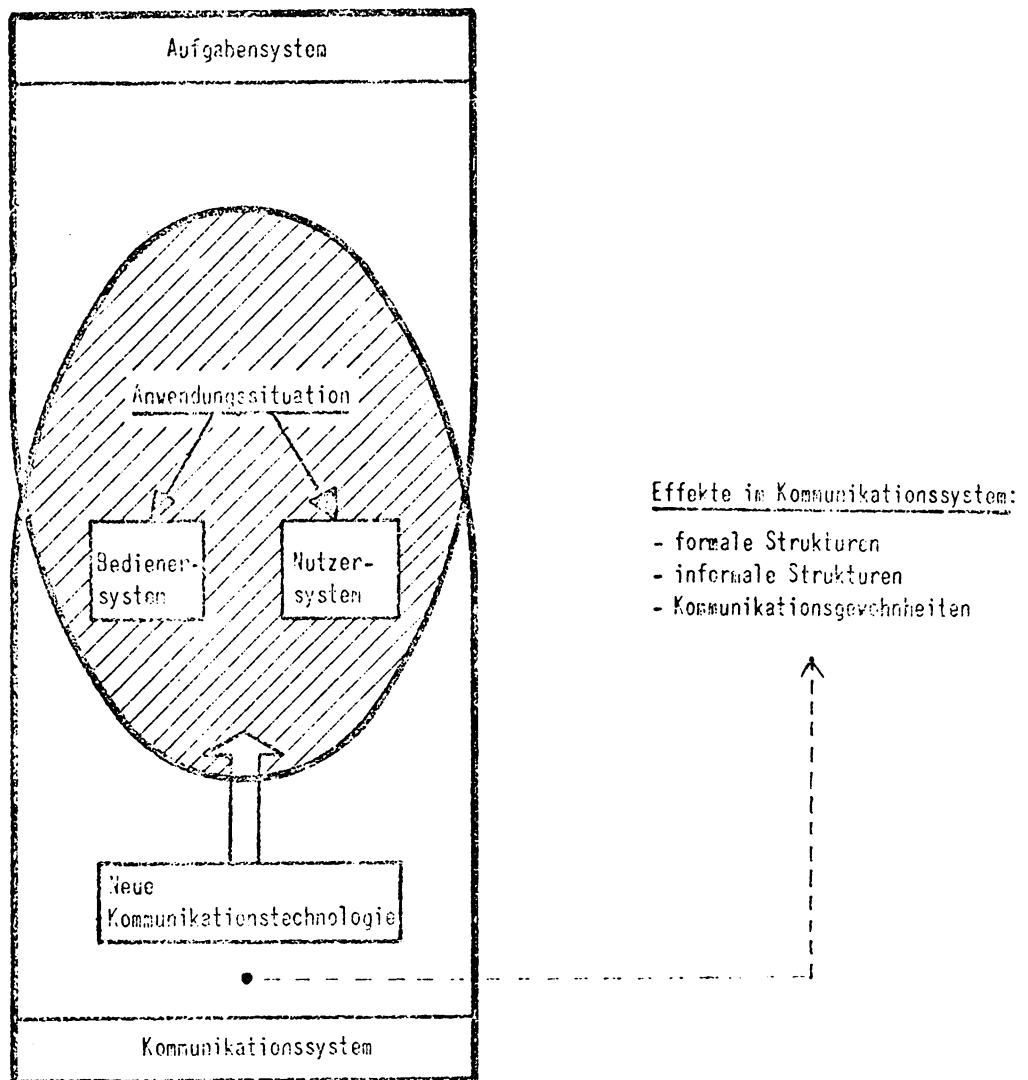 Aufgabensystem
Anwendungssituation
Bediener-
system
Nutzer-
system
Effekte im Kommunikationssystem:
- formale Strukturen
- informale Strukturen
- Kommunikationsgewohnheiten
Neue
Kommunikationstechnologie
Kommunikationssystem